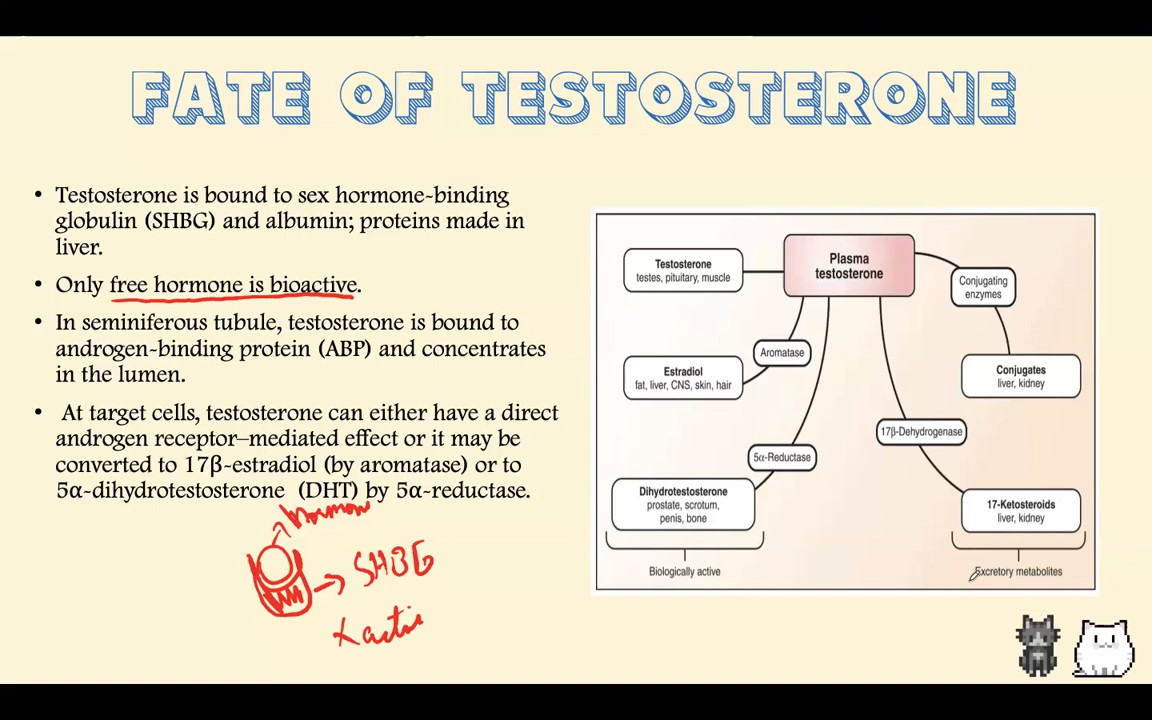 FATE OF TESTOSTERONE
• Testosterone is bound to sex hormone-binding
globulin (SHBG) and albumin; proteins made in
liver.
• Only free hormone is bioactive.
• In seminiferous tubule, testosterone is bound to
androgen-binding protein (ABP) and concentrates
in the lumen.
• At target cells, testosterone can either have a direct
androgen receptor–mediated effect or it may be
converted to 17β-estradiol (by aromatase) or to
5α-dihydrotestosterone (DHT) by 5α-reductase.
hormone
SHBG
Plasma
testosterone
Testosterone
testes, pituitary, muscle
Conjugating
enzymes
Aromatase
Estradiol
fat, liver, CNS, skin, hair
Conjugates
liver, kidney
17β-Dehydrogenase
5α-Reductase
Dihydrotestosterone
prostate, scrotum,
penis, bone
17-Ketosteroids
liver, kidney
Biologically active
Excretory metabolites